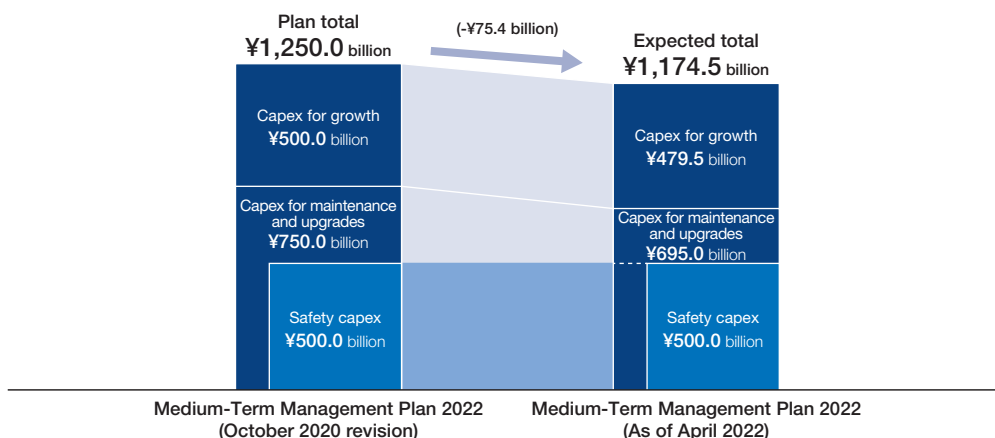 Plan total
¥1,250.0 billion
(-¥75.4 billion)
Expected total
¥1,174.5 billion
Capex for growth
¥500.0 billion
Capex for growth
¥479.5 billion
Capex for maintenance
and upgrades
¥750.0 billion
Capex for maintenance
and upgrades
¥695.0 billion
Safety capex
¥500.0 billion
Safety capex
¥500.0 billion
Medium-Term Management Plan 2022
(October 2020 revision)
Medium-Term Management Plan 2022
(As of April 2022)